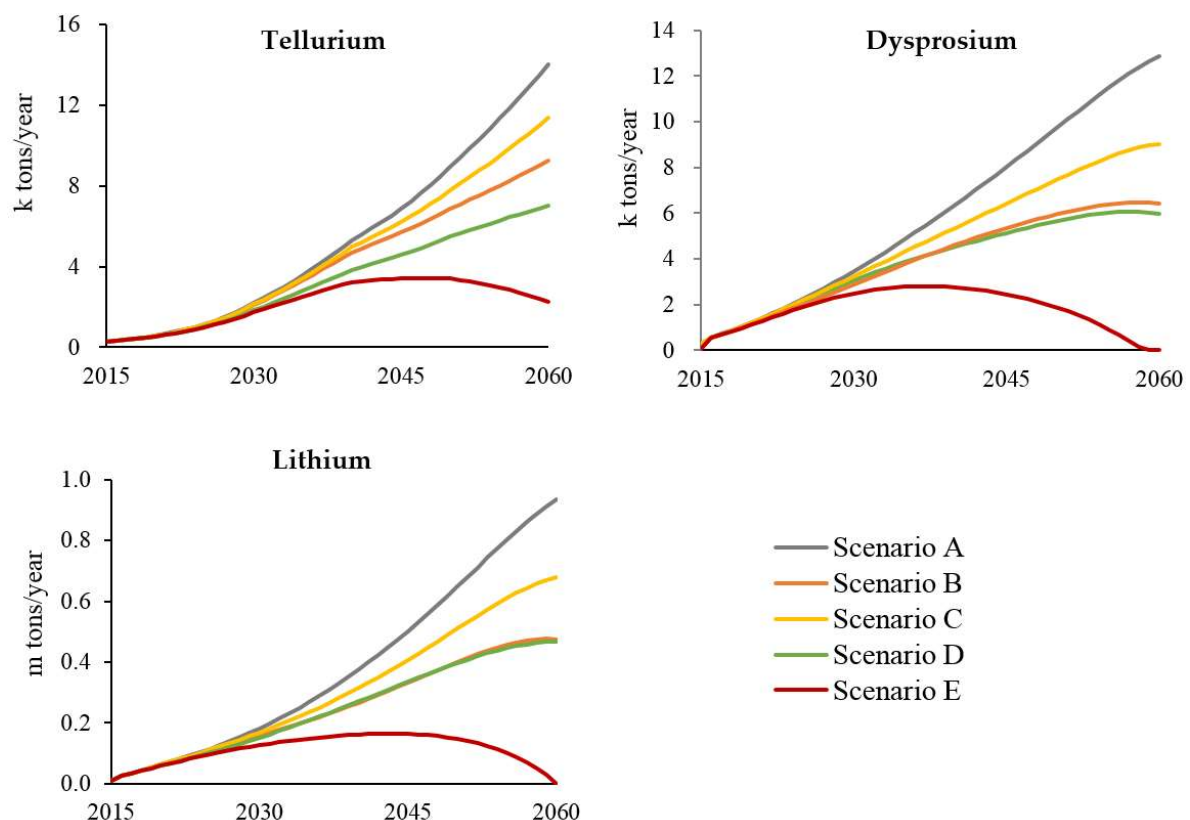 Tellurium
k tons/year
16
12
8
4
0
2015 2030 2045 2060
Dysprosium
k tons/year
14
12
10
8
6
4
2
0
2015 2030 2045 2060
Lithium
m tons/year
1.0
0.8
0.6
0.4
0.2
0.0
2015 2030 2045 2060
Scenario A
Scenario B
Scenario C
Scenario D
Scenario E